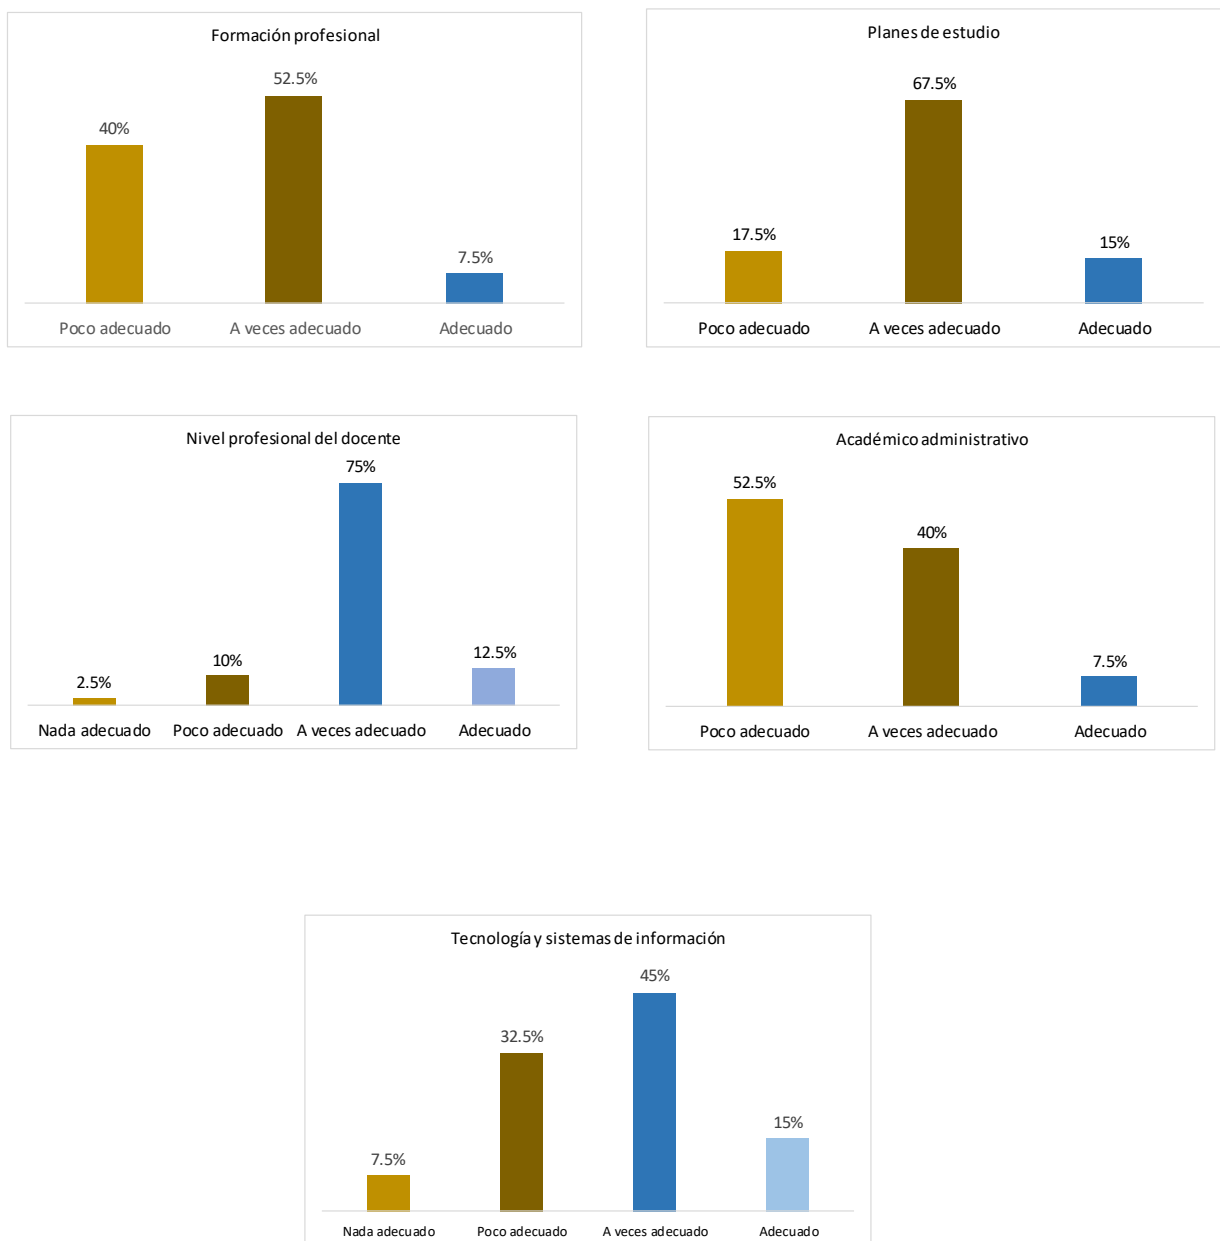 Formación profesional
52.5%
40%
7.5%
Poco adecuado A veces adecuado Adecuado
Planes de estudio
67.5%
17.5%
15%
Poco adecuado A veces adecuado Adecuado
Nivel profesional del docente
75%
12.5%
10%
2.5%
Nada adecuado Poco adecuado A veces adecuado Adecuado
Académico administrativo
52.5%
40%
7.5%
Poco adecuado A veces adecuado Adecuado
Tecnología y sistemas de información
45%
32.5%
15%
7.5%
Nada adecuado Poco adecuado A veces adecuado Adecuado